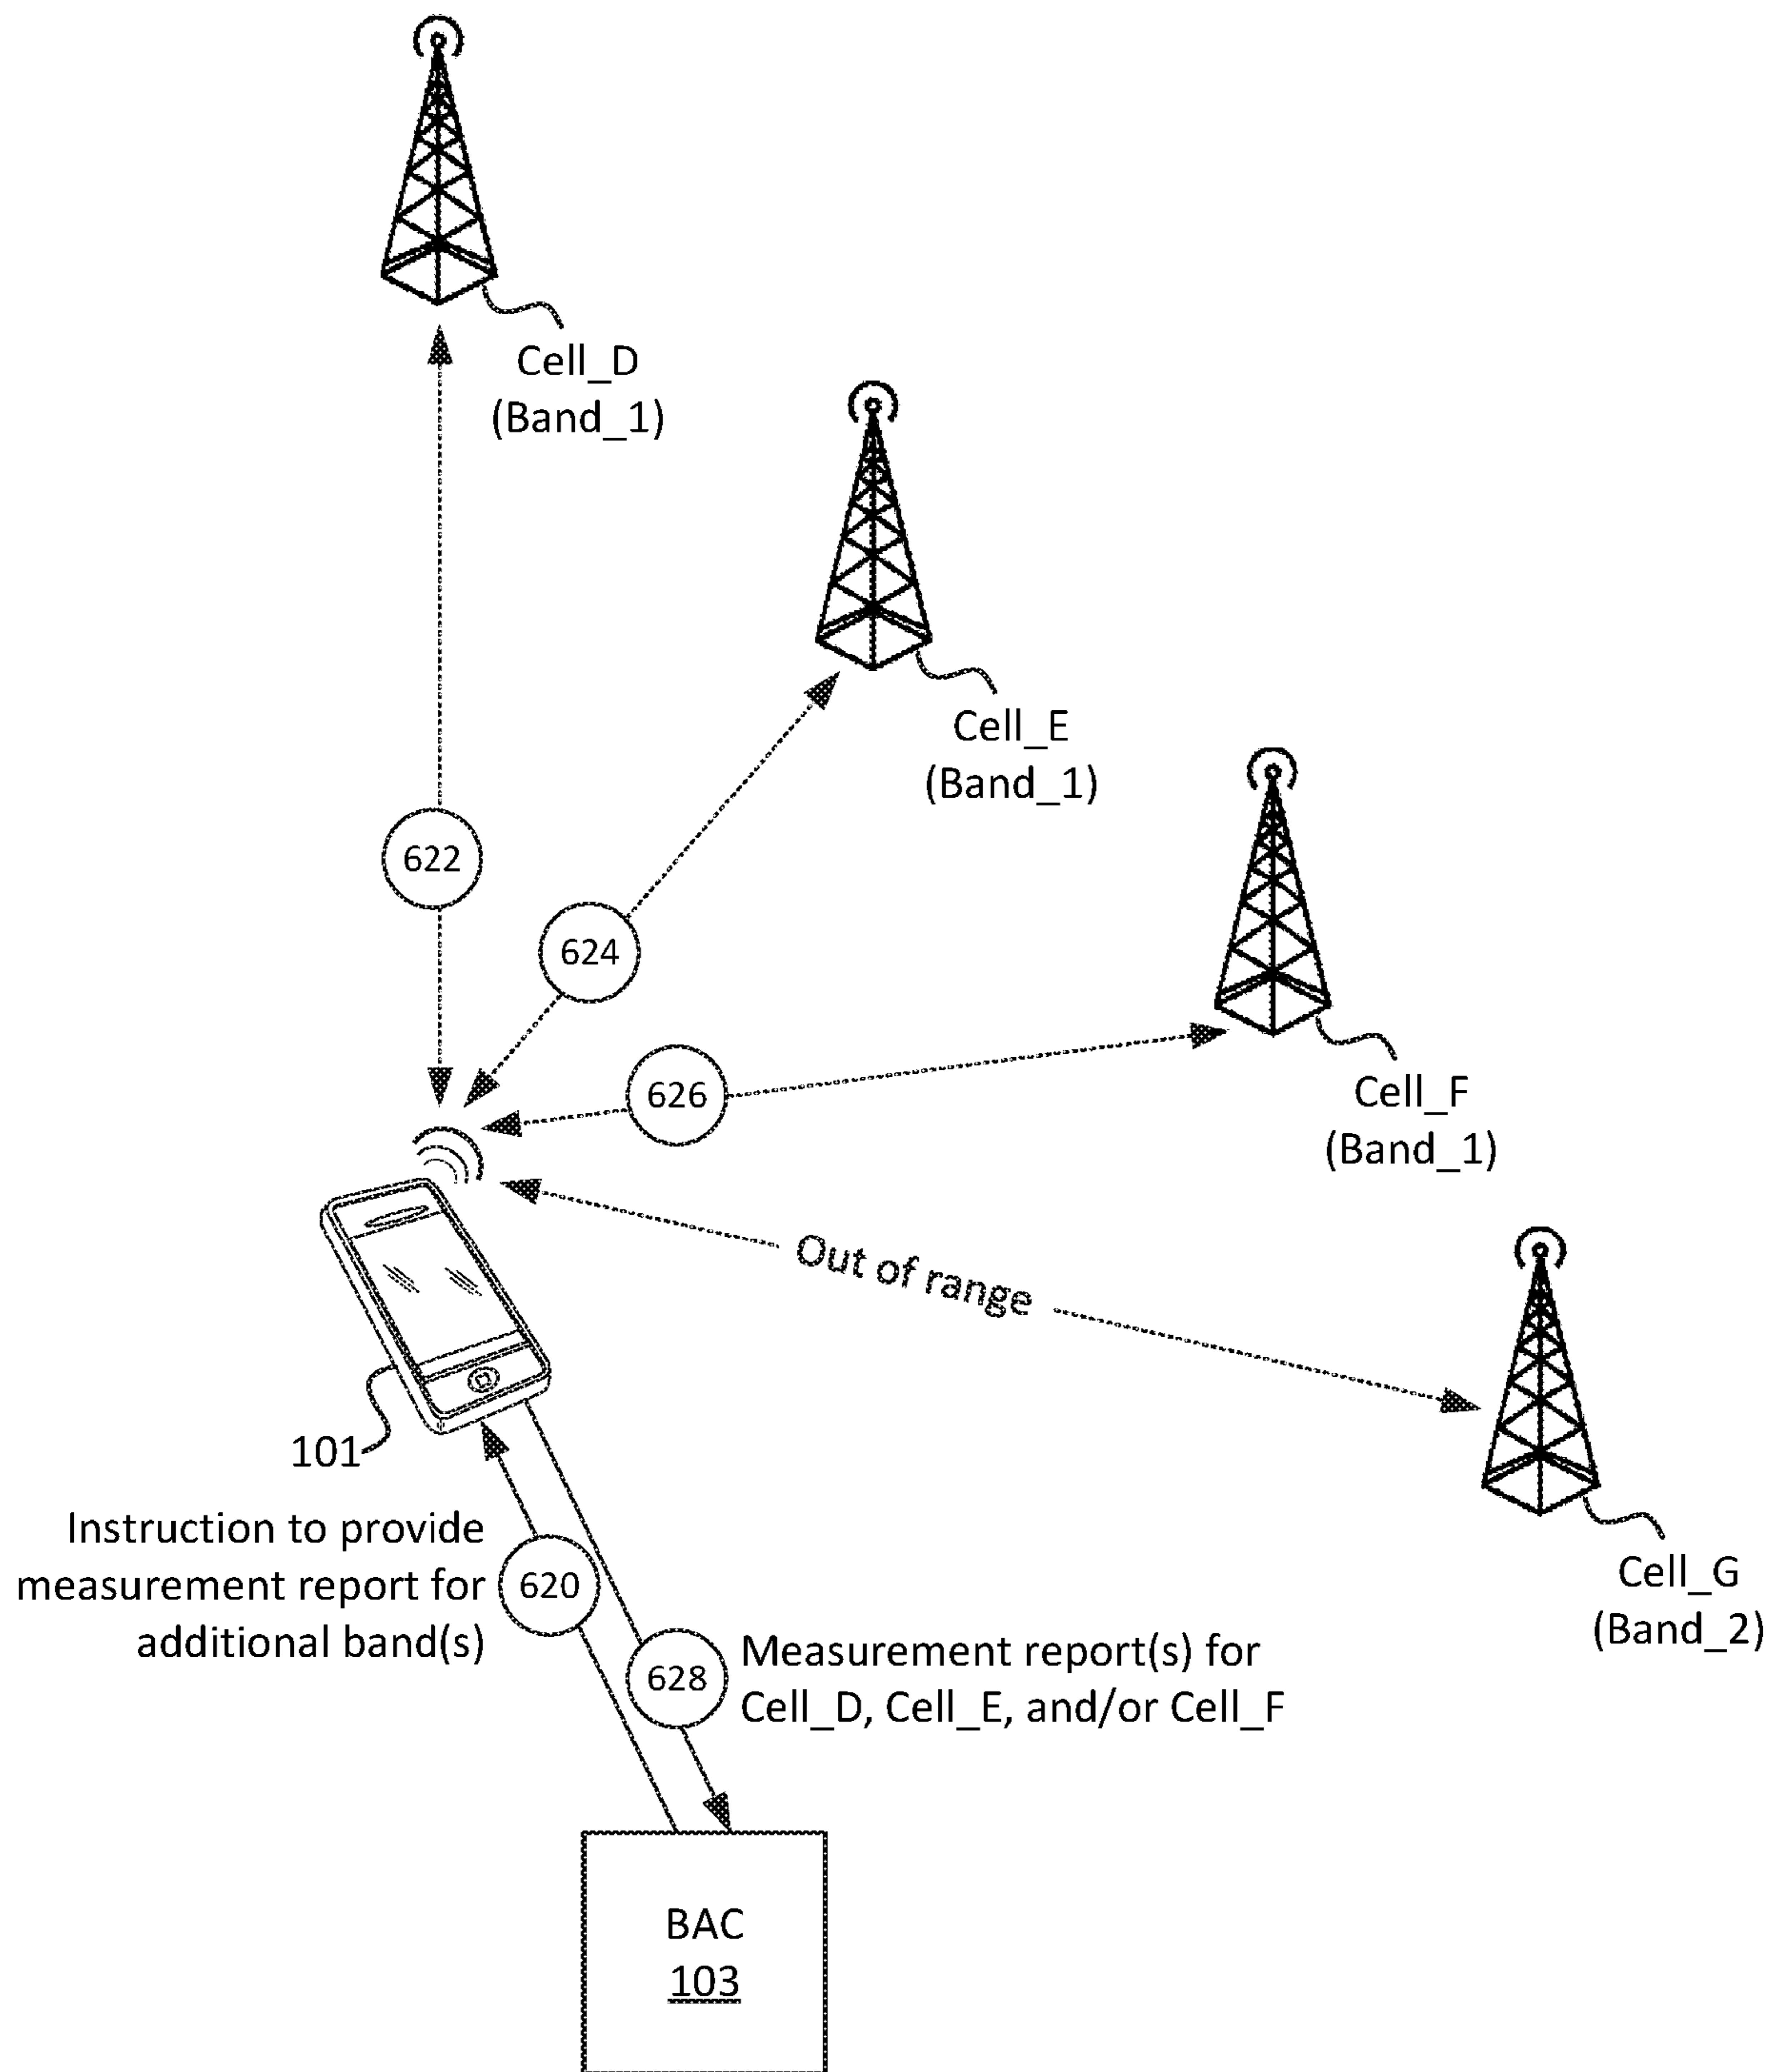 Cell_D
(Band_1)
Cell_E
(Band_1)
622
624
Cell_F
(Band_1)
626
Out of range
101
Instruction to provide
measurement report for
additional band(s)
620
Cell_G
(Band_2)
628
Measurement report(s) for
Cell_D, Cell_E, and/or Cell_F
BAC
103